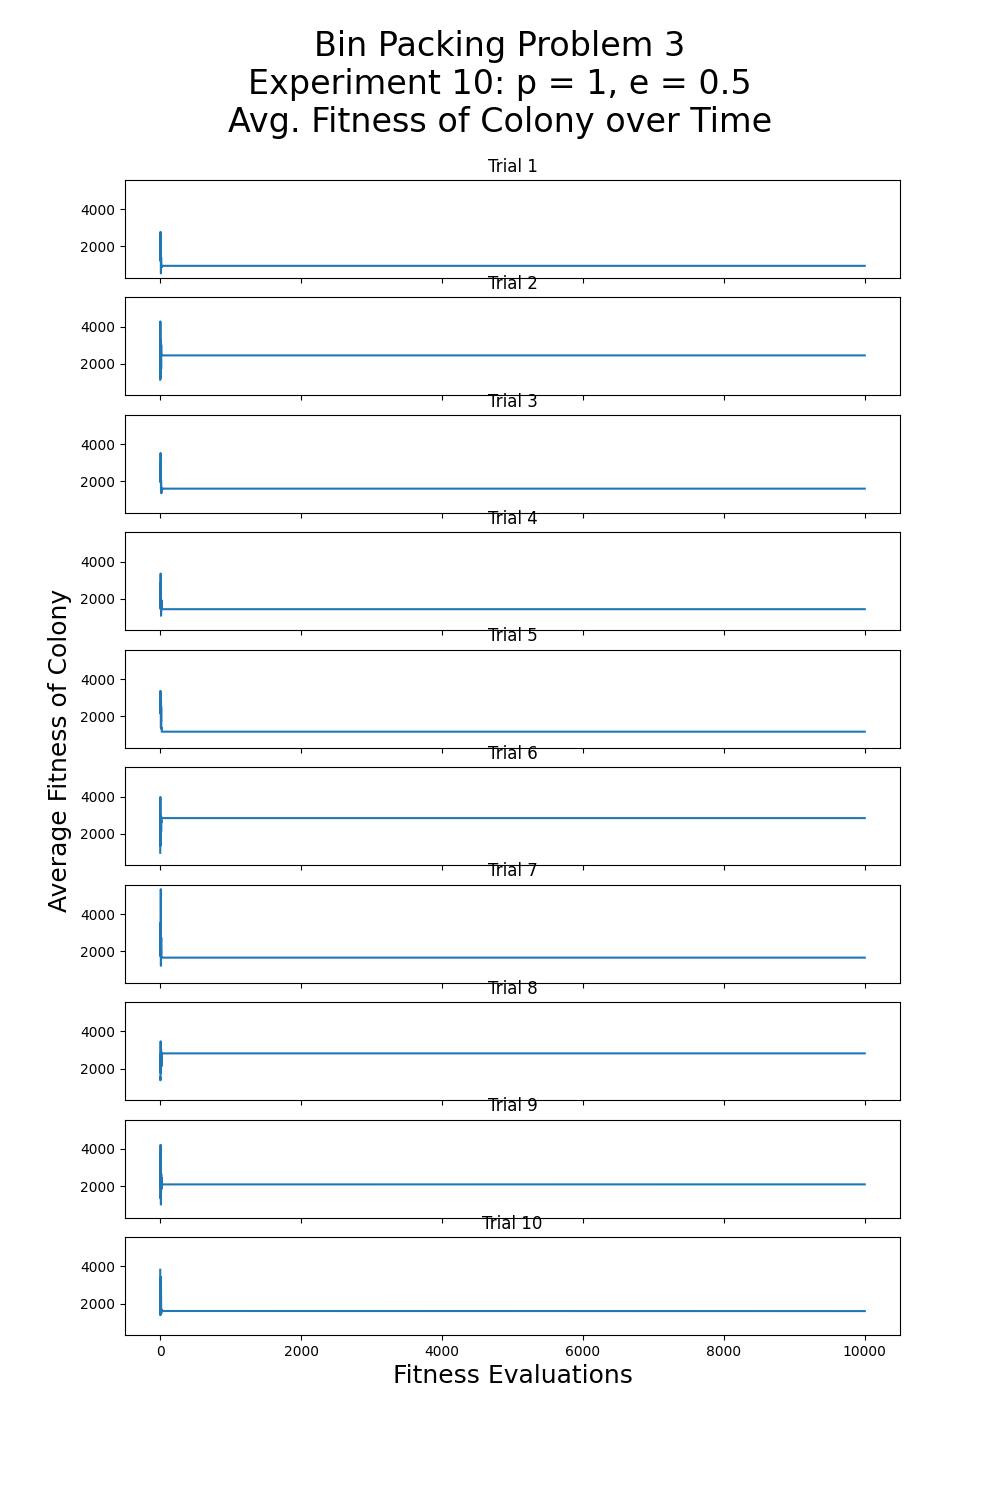 Bin Packing Problem 3
Experiment 10: p = 1, e = 0.5
Avg. Fitness of Colony over Time
Trial 1
4000
2000
Trial 2
4000
2000
Trial 3
4000
2000
Trial 4
4000
2000
Trial 5
4000
2000
Trial 6
4000
2000
Trial 7
4000
2000
Trial 8
4000
2000
Trial 9
4000
2000
Trial 10
4000
2000
0 2000 4000 6000 8000 10000
Fitness Evaluations
Average Fitness of Colony